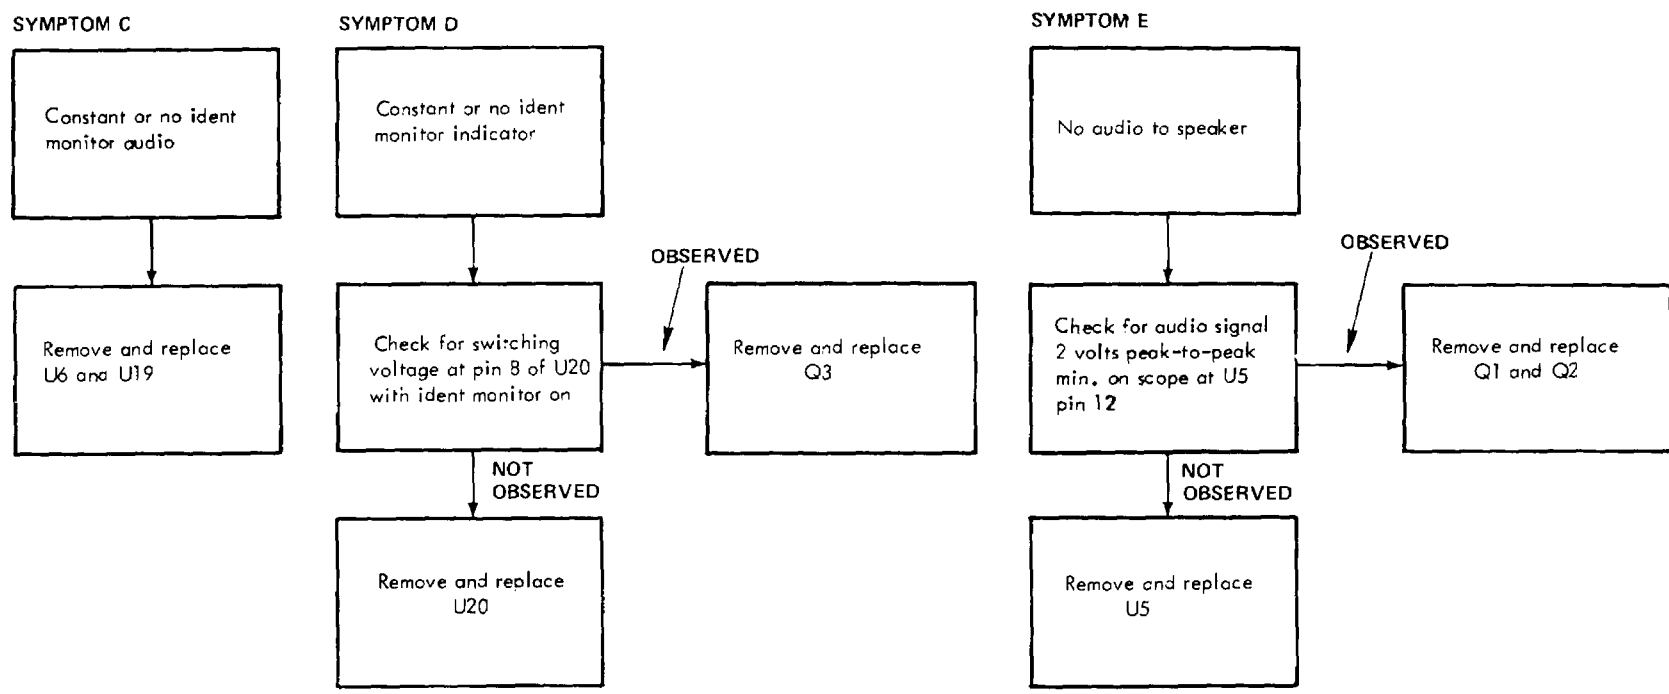 SYMPTOM C
Constant or no ident
monitor audio
Remove and replace
U6 and U19
SYMPTOM D
Constant or no ident
monitor indicator
Check for switching
voltage at pin 8 of U20
with ident monitor on
OBSERVED
Remove and replace
Q3
NOT
OBSERVED
Remove and replace
U20
SYMPTOM E
No audio to speaker
Check for audio signal
2 volts peak-to-peak
min. on scope at U5
pin 12
OBSERVED
Remove and replace
Q1 and Q2
NOT
OBSERVED
Remove and replace
U5